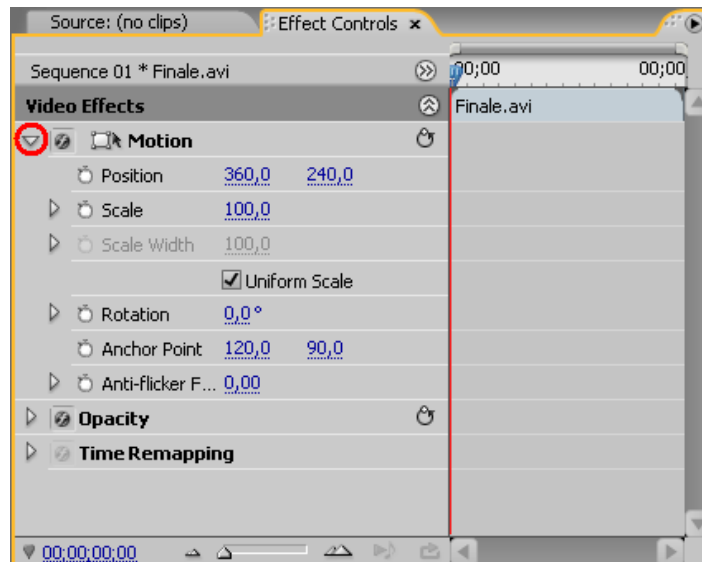 Source: (no clips) Effect Controls ×
Sequence 01 * Finale.avi 00;00 00;00
Video Effects Finale.avi
Motion
Position 360,0 240,0
Scale 100,0
Scale Width 100,0
Uniform Scale
Rotation 0,0°
Anchor Point 120,0 90,0
Anti-flicker F... 0,00
Opacity
Time Remapping
00;00;00;00